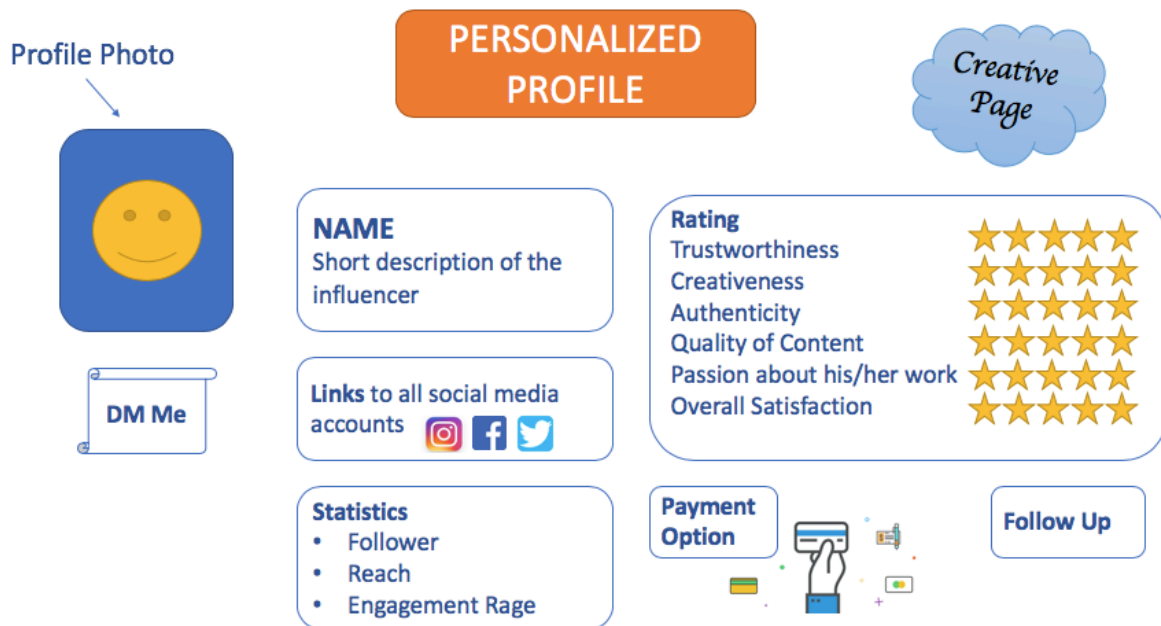 Profile Photo
PERSONALIZED
PROFILE
Creative
Page
DM Me
NAME
Short description of the
influencer
Links to all social media
accounts
Statistics
• Follower
• Reach
• Engagement Rage
Rating
Trustworthiness
Creativeness
Authenticity
Quality of Content
Passion about his/her work
Overall Satisfaction
Payment
Option
Follow Up